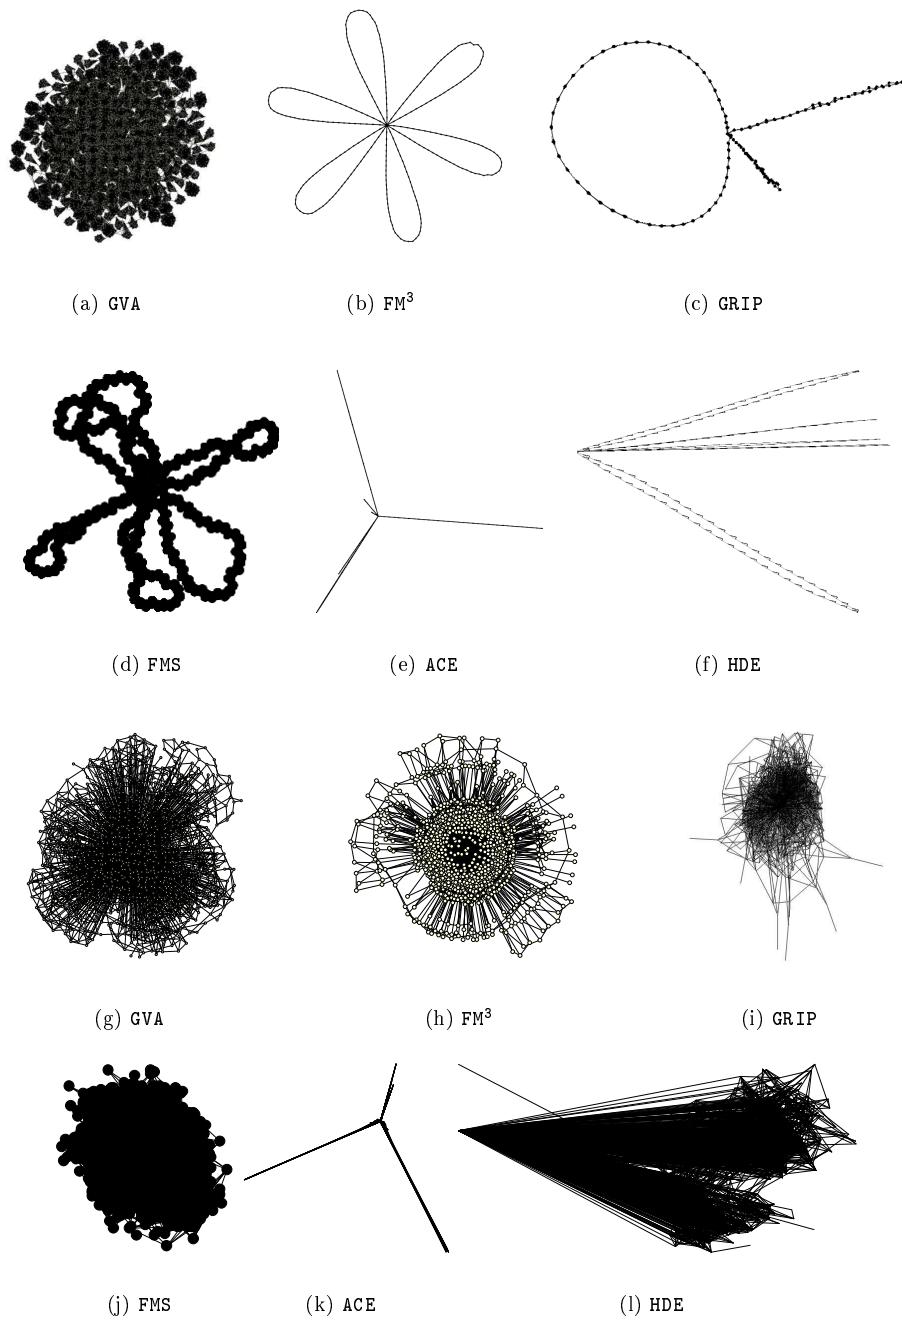 (a) GVA
(b) FM³
(c) GRIP
(d) FMS
(e) ACE
(f) HDE
(g) GVA
(h) FM³
(i) GRIP
(j) FMS
(k) ACE
(l) HDE